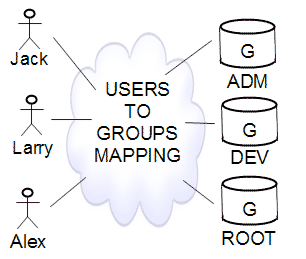 Jack
Larry
Alex
USERS
TO
GROUPS
MAPPING
G
ADM
G
DEV
G
ROOT